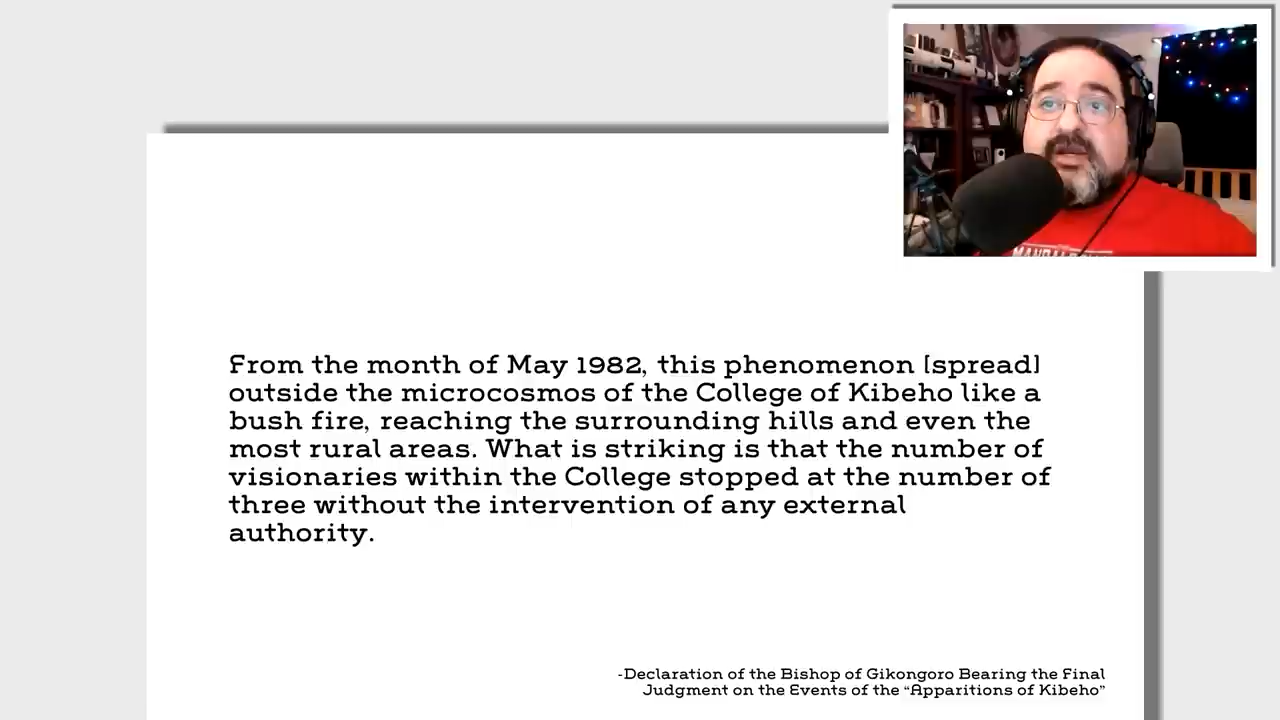 From the month of May 1982, this phenomenon [spread]
outside the microcosmos of the College of Kibeho like a
bush fire, reaching the surrounding hills and even the
most rural areas. What is striking is that the number of
visionaries within the College stopped at the number of
three without the intervention of any external
authority.
-Declaration of the Bishop of Gikongoro Bearing the Final
Judgment on the Events of the “Apparitions of Kibeho”